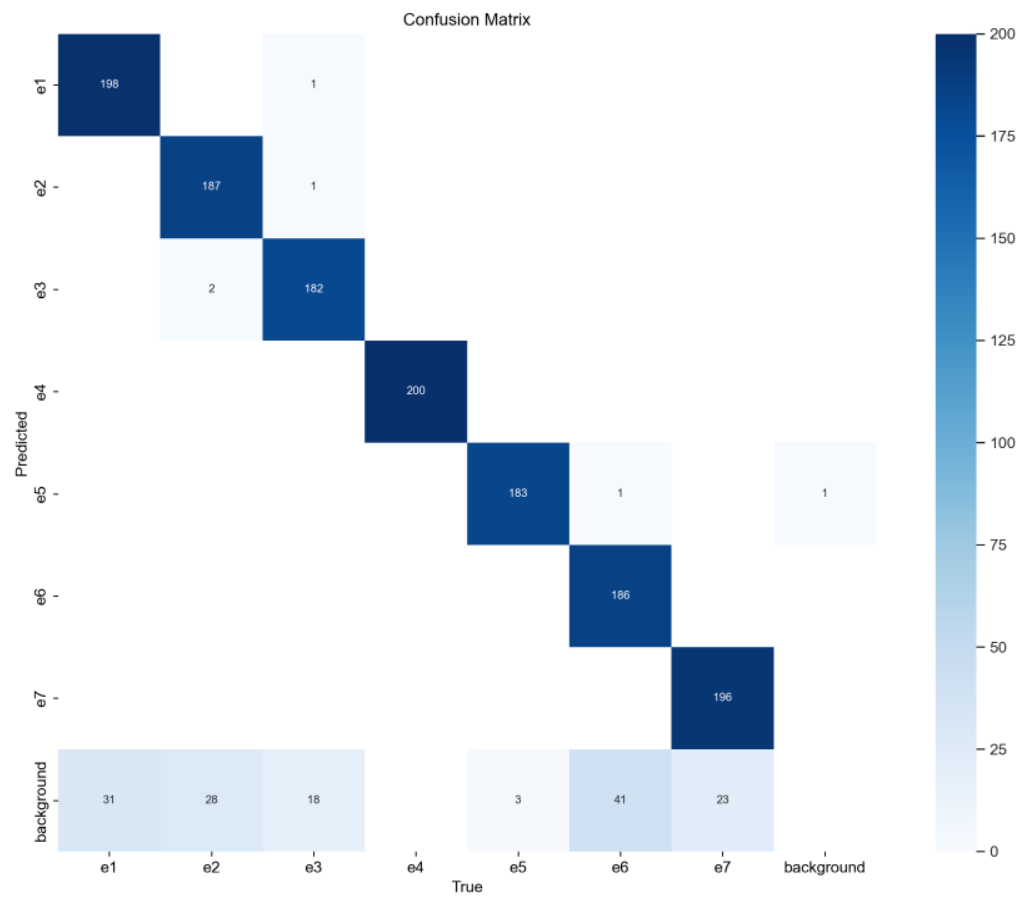 Confusion Matrix
e1
198
1
e2
187
1
e3
2
182
e4
200
Predicted
e5
183
1
1
e6
186
e7
196
background
31
28
18
3
41
23
e1
e2
e3
e4
e5
e6
e7
background
True
200
175
150
125
100
75
50
25
0